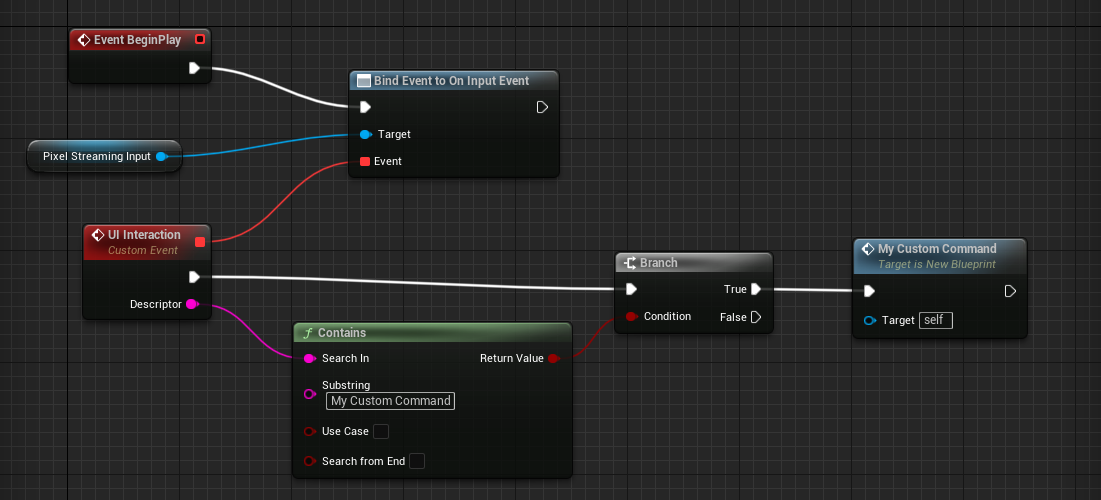 Event BeginPlay
Bind Event to On Input Event
Target
Event
Pixel Streaming Input
UI Interaction
Custom Event
Descriptor
Contains
Search In
Return Value
Substring
My Custom Command
Use Case
Search from End
Branch
True
Condition
False
My Custom Command
Target is New Blueprint
Target self